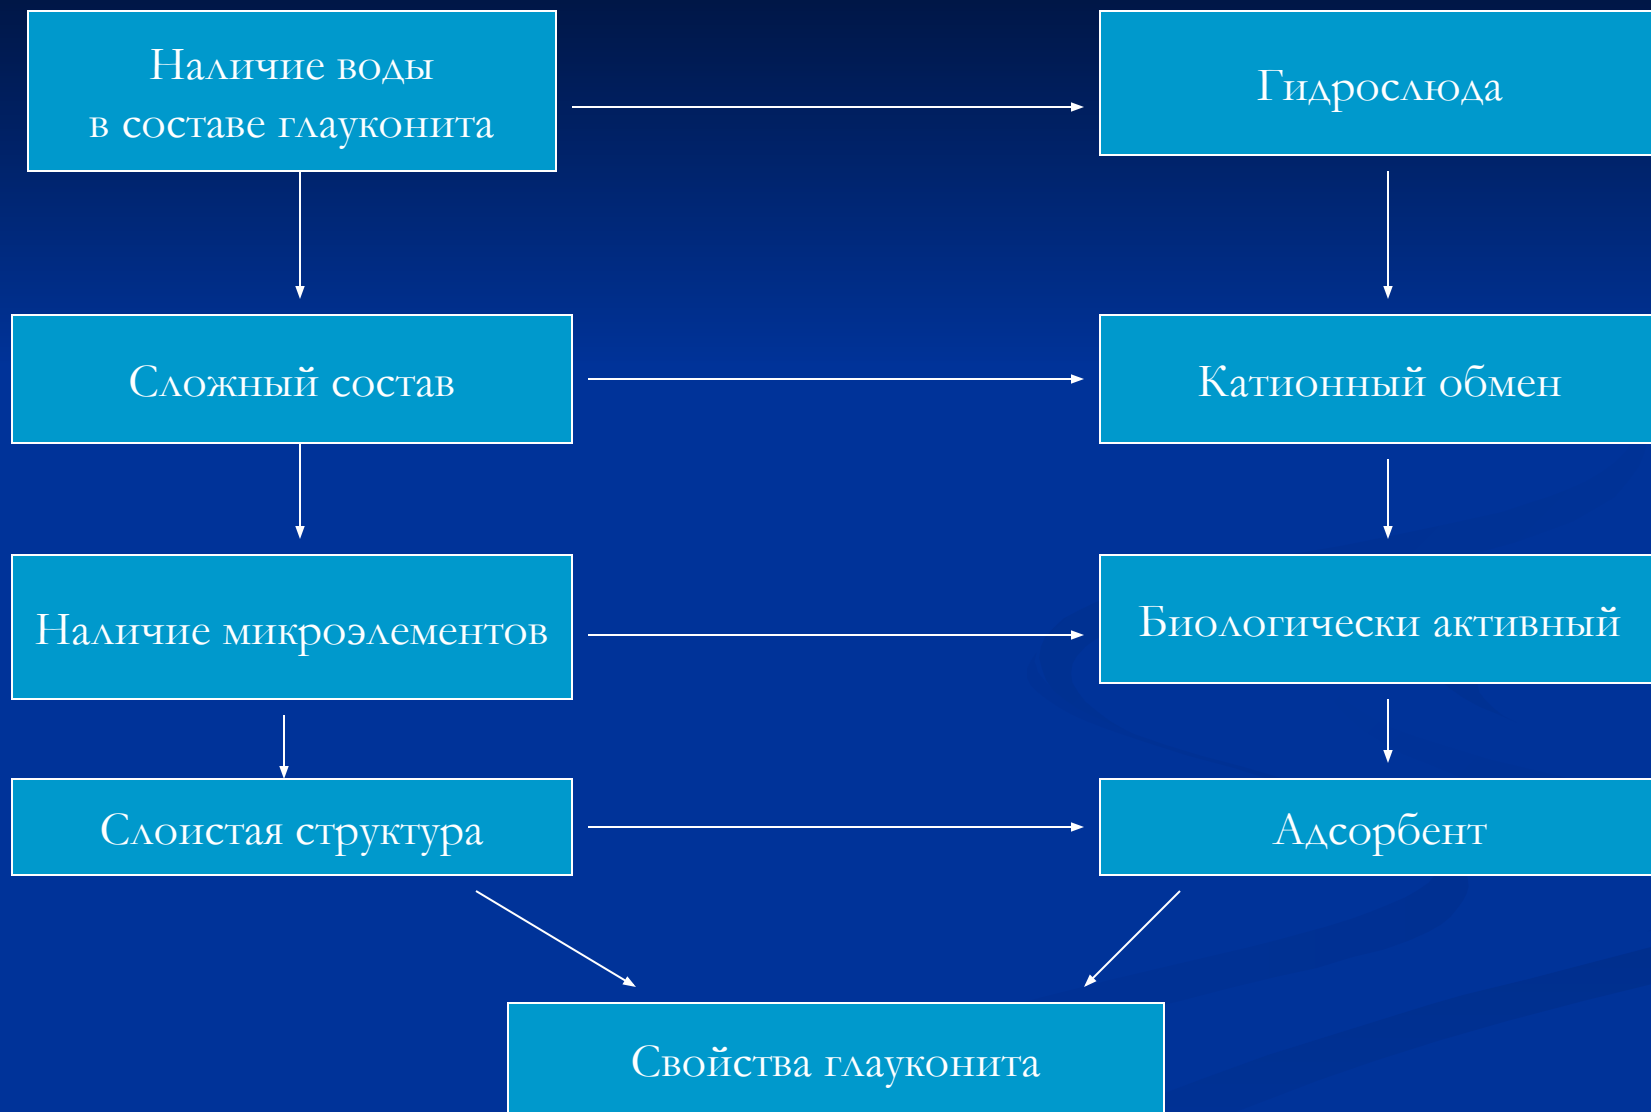 Наличие воды
в составе глауконита
Гидрослюда
Сложный состав
Катионный обмен
Наличие микроэлементов
Биологически активный
Слоистая структура
Адсорбент
Свойства глауконита